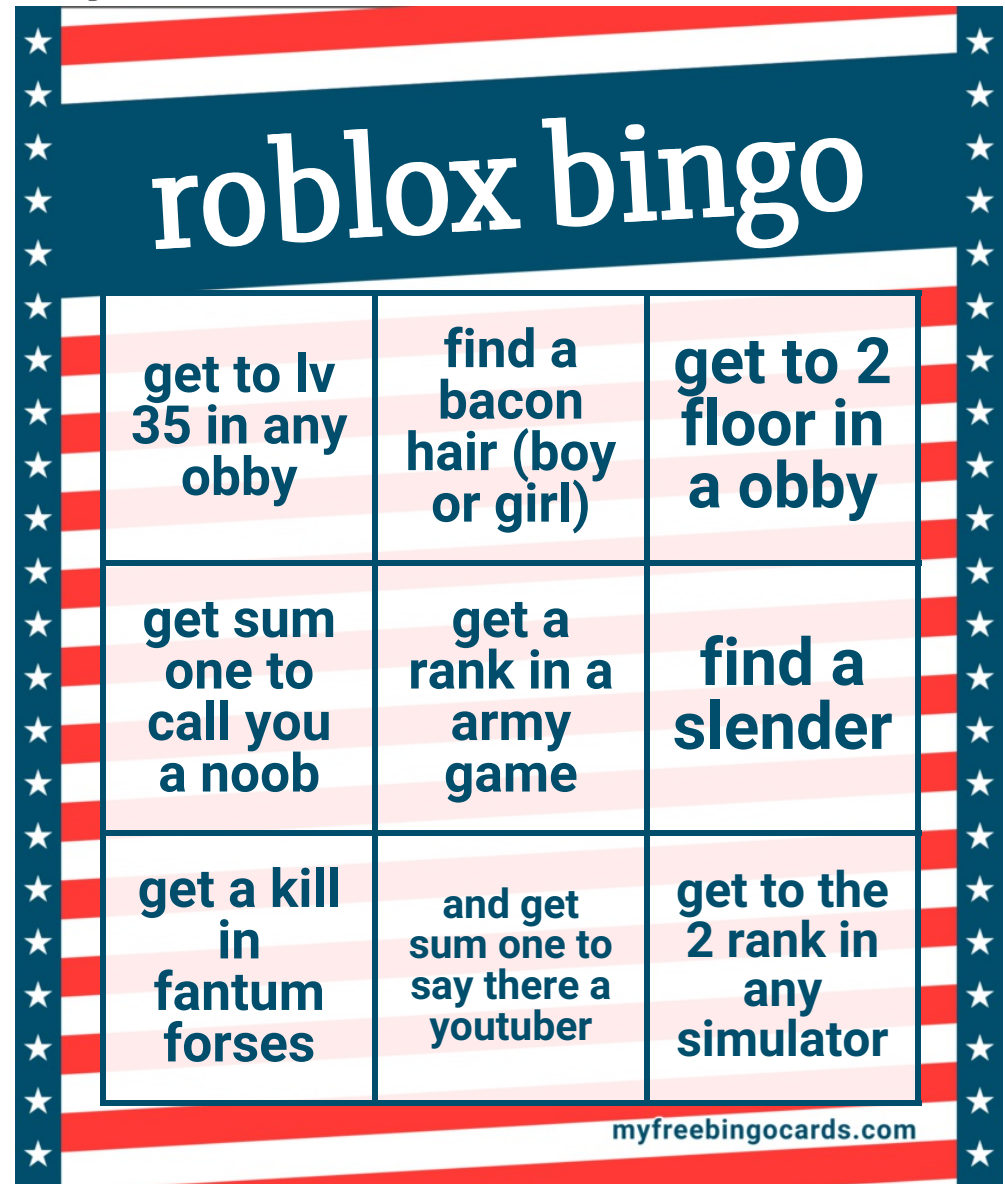 roblox bingo
get to lv
35 in any
obby
find a
bacon
hair (boy
or girl)
get to 2
floor in
a obby
get sum
one to
call you
a noob
get a
rank in a
army
game
find a
slender
get a kill
in
fantum
forses
and get
sum one to
say there a
youtuber
get to the
2 rank in
any
simulator
myfreebingocards.com